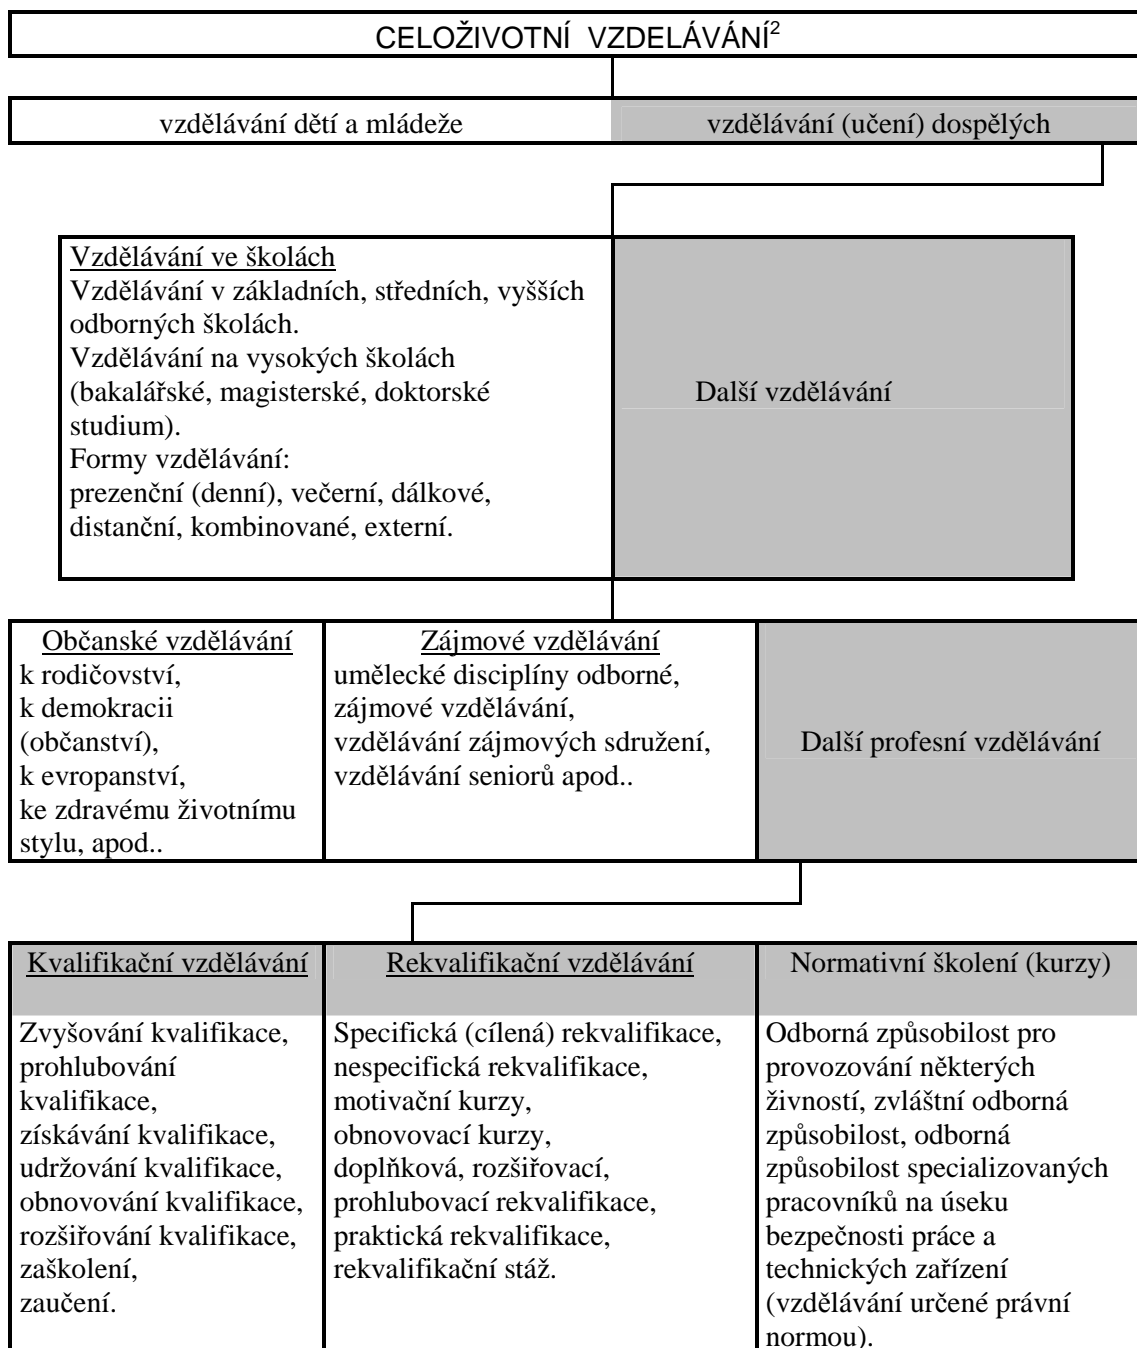 CELOŽIVOTNÍ VZDELÁVÁNÍ²
vzdělávání dětí a mládeže
vzdělávání (učení) dospělých
Vzdělávání ve školách
Vzdělávání v základních, středních, vyšších
odborných školách.
Vzdělávání na vysokých školách
(bakalářské, magisterské, doktorské
studium).
Formy vzdělávání:
prezenční (denní), večerní, dálkové,
distanční, kombinované, externí.
Další vzdělávání
Občanské vzdělávání
k rodičovství,
k demokracii
(občanství),
k evropanství,
ke zdravému životnímu
stylu, apod..
Zájmové vzdělávání
umělecké disciplíny odborné,
zájmové vzdělávání,
vzdělávání zájmových sdružení,
vzdělávání seniorů apod..
Další profesní vzdělávání
Kvalifikační vzdělávání
Zvyšování kvalifikace,
prohlubování
kvalifikace,
získávání kvalifikace,
udržování kvalifikace,
obnovování kvalifikace,
rozšiřování kvalifikace,
zaškolení,
zaučení.
Rekvalifikační vzdělávání
Specifická (cílená) rekvalifikace,
nespecifická rekvalifikace,
motivační kurzy,
obnovovací kurzy,
doplňková, rozšiřovací,
prohlubovací rekvalifikace,
praktická rekvalifikace,
rekvalifikační stáž.
Normativní školení (kurzy)
Odborná způsobilost pro
provozování některých
živností, zvláštní odborná
způsobilost, odborná
způsobilost specializovaných
pracovníků na úseku
bezpečnosti práce a
technických zařízení
(vzdělávání určené právní
normou).